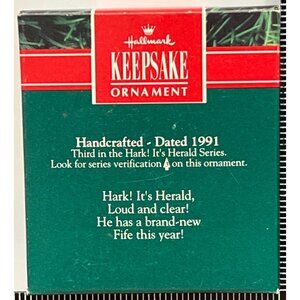 Hallmark
KEEPSAKE
ORNAMENT
Handcrafted - Dated 1991
Third in the Hark! It's Herald Series.
Look for series verification on this ornament.
Hark! It's Herald,
Loud and clear!
He has a brand-new
Fife this year!